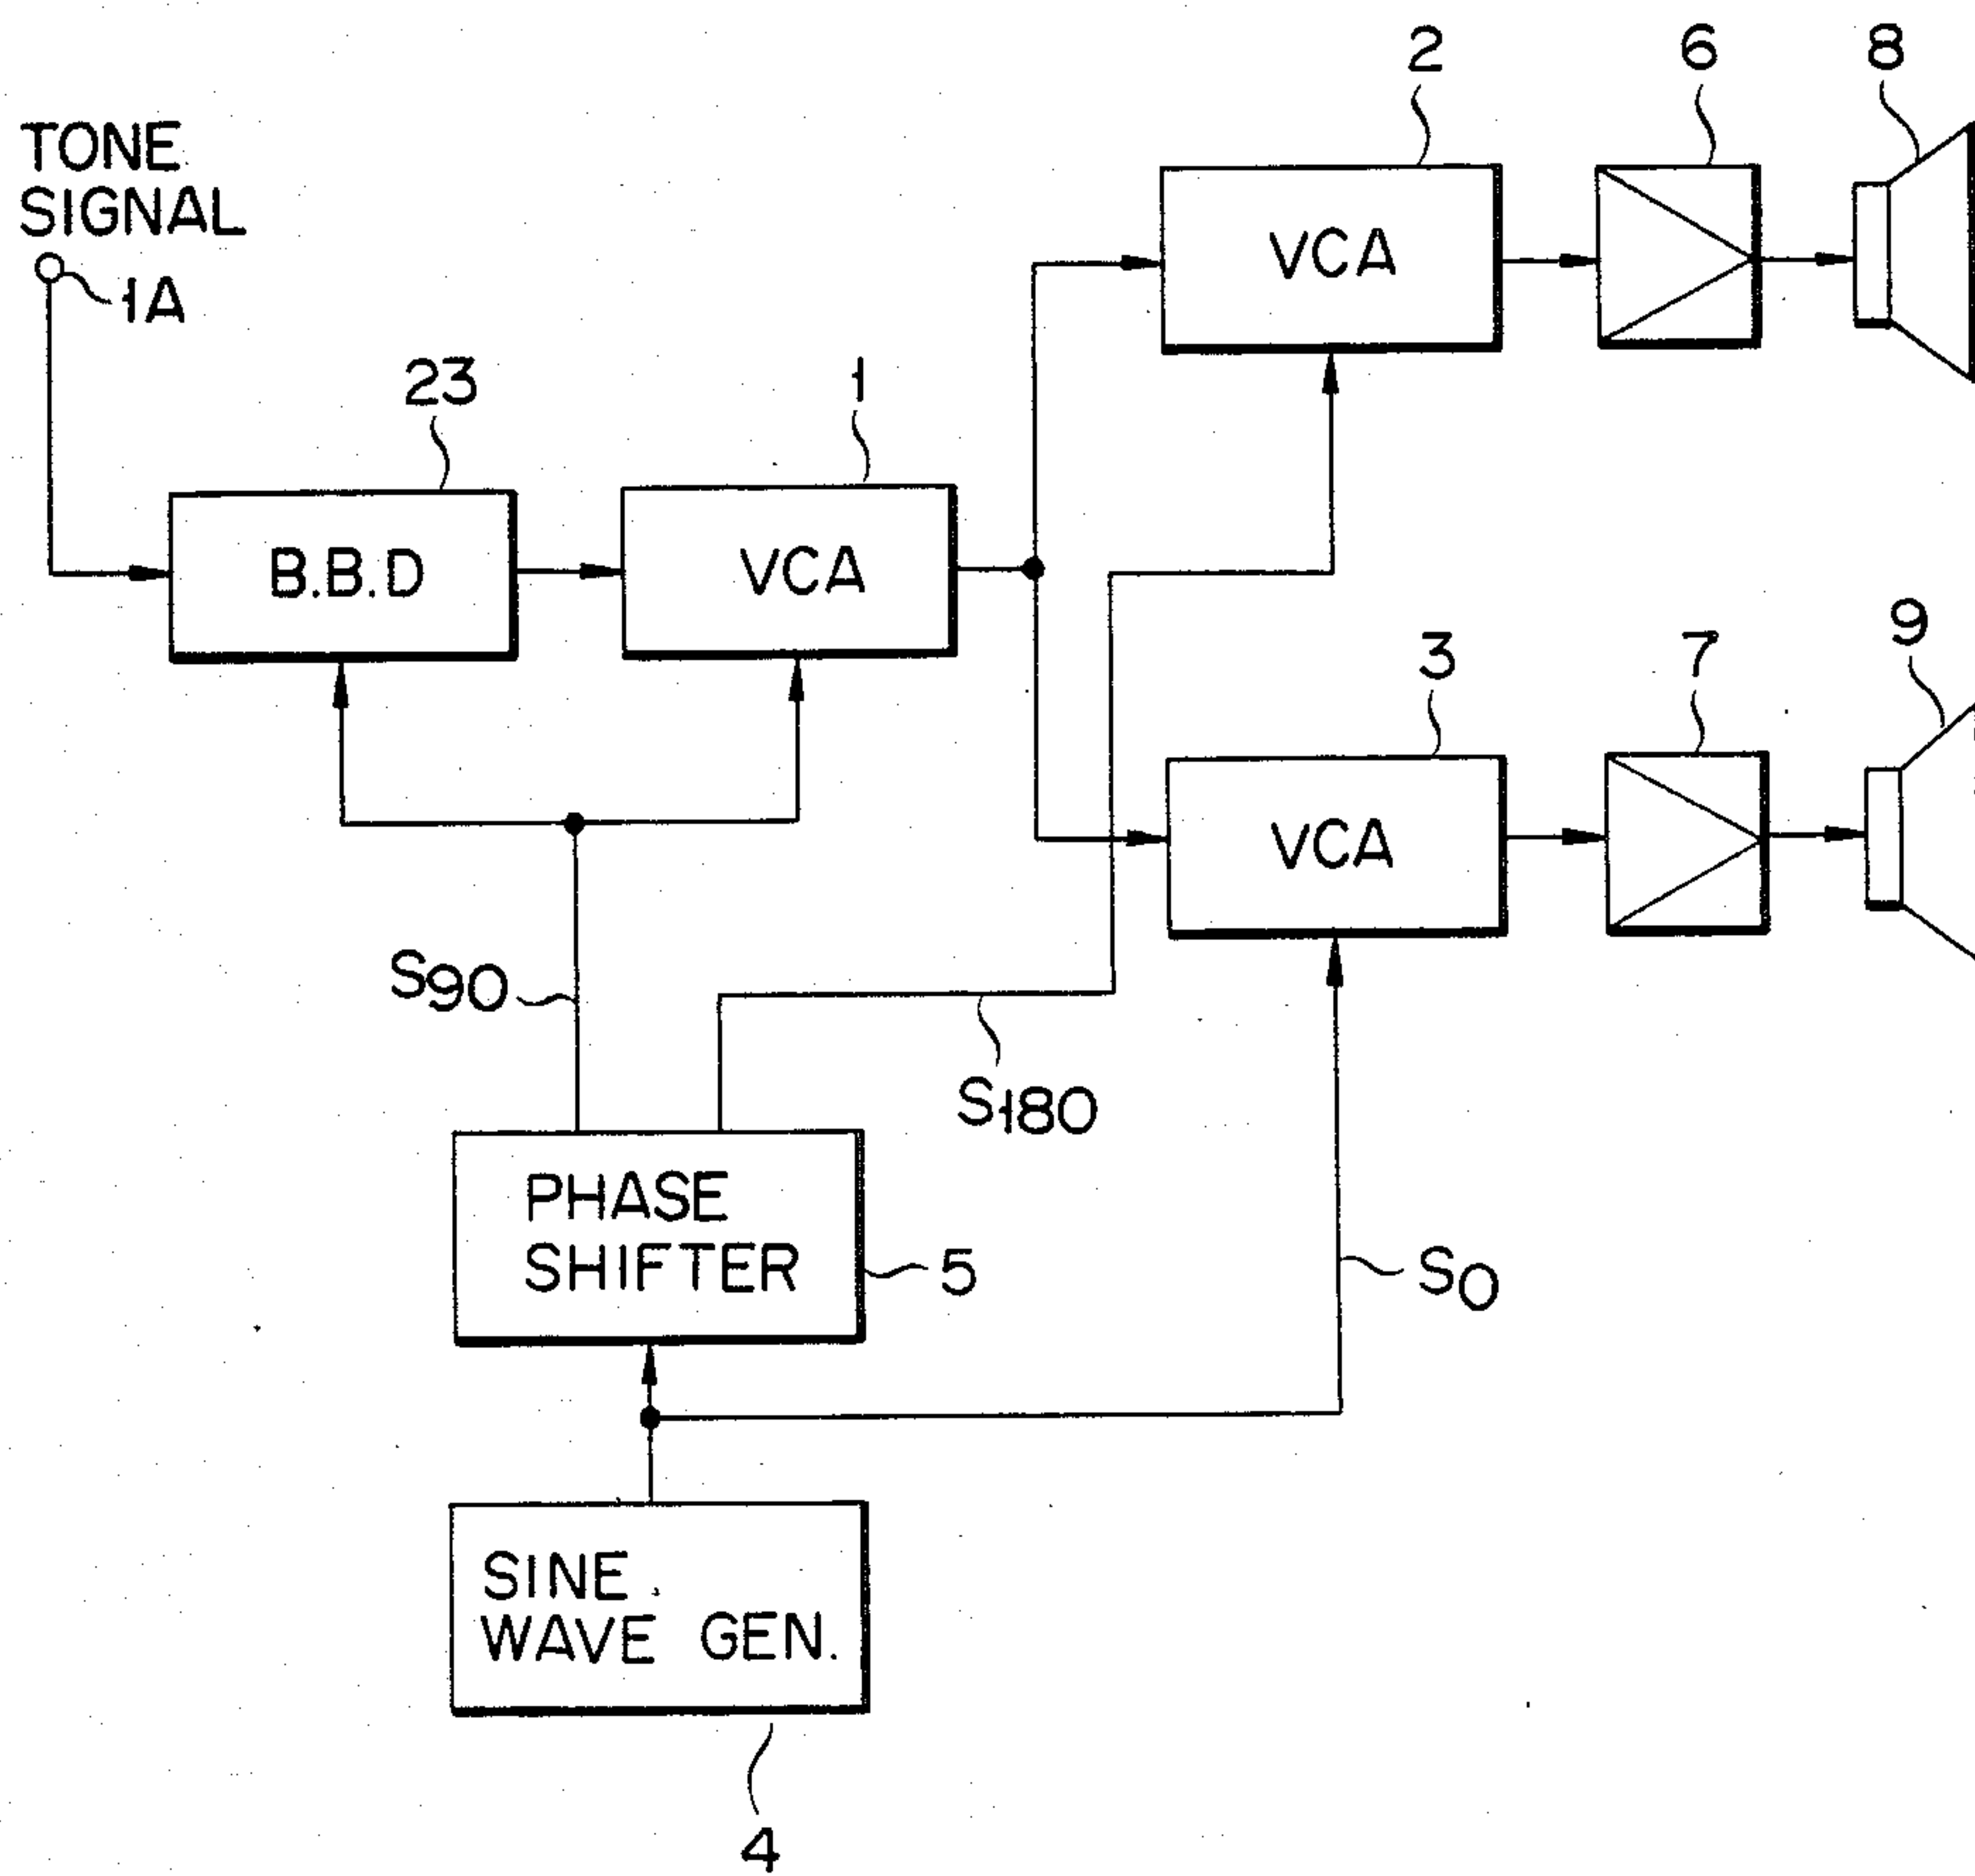 2
6
8
TONE
SIGNAL
1A
23
1
B.B.D
VCA
VCA
9
3
7
VCA
S90
S180
PHASE
SHIFTER
5
S0
SINE
WAVE GEN.
4